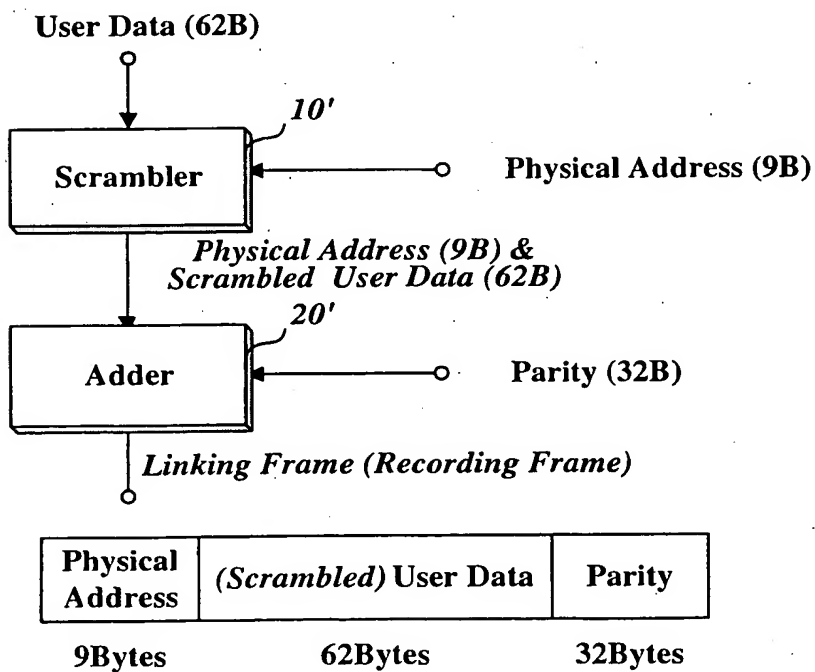 User Data (62B)
10'
Scrambler
Physical Address (9B)
Physical Address (9B) &
Scrambled User Data (62B)
20'
Adder
Parity (32B)
Linking Frame (Recording Frame)
Physical Address
(Scrambled) User Data
Parity
9Bytes
62Bytes
32Bytes